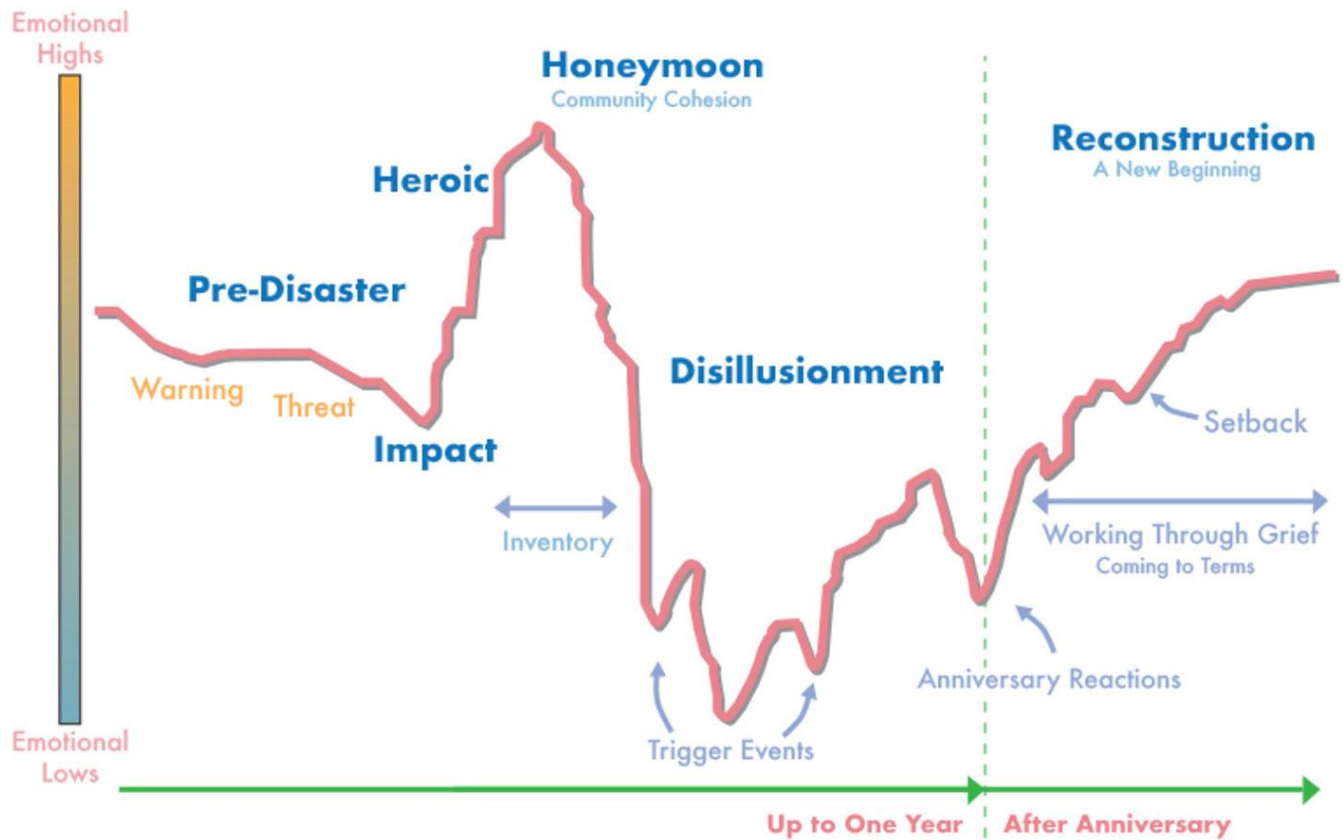 Emotional
Highs
Honeymoon
Community Cohesion
Reconstruction
A New Beginning
Heroic
Pre-Disaster
Warning
Threat
Impact
Disillusionment
Setback
Inventory
Working Through Grief
Coming to Terms
Anniversary Reactions
Trigger Events
Emotional
Lows
Up to One Year
After Anniversary